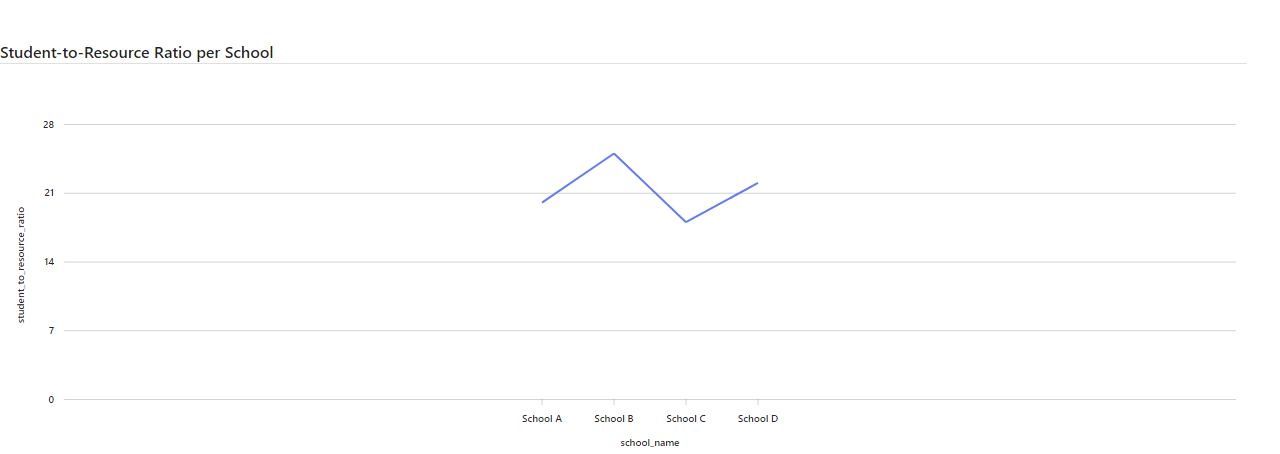 Student-to-Resource Ratio per School
28
21
14
7
0
student_to_resource_ratio
School A School B School C School D
school_name